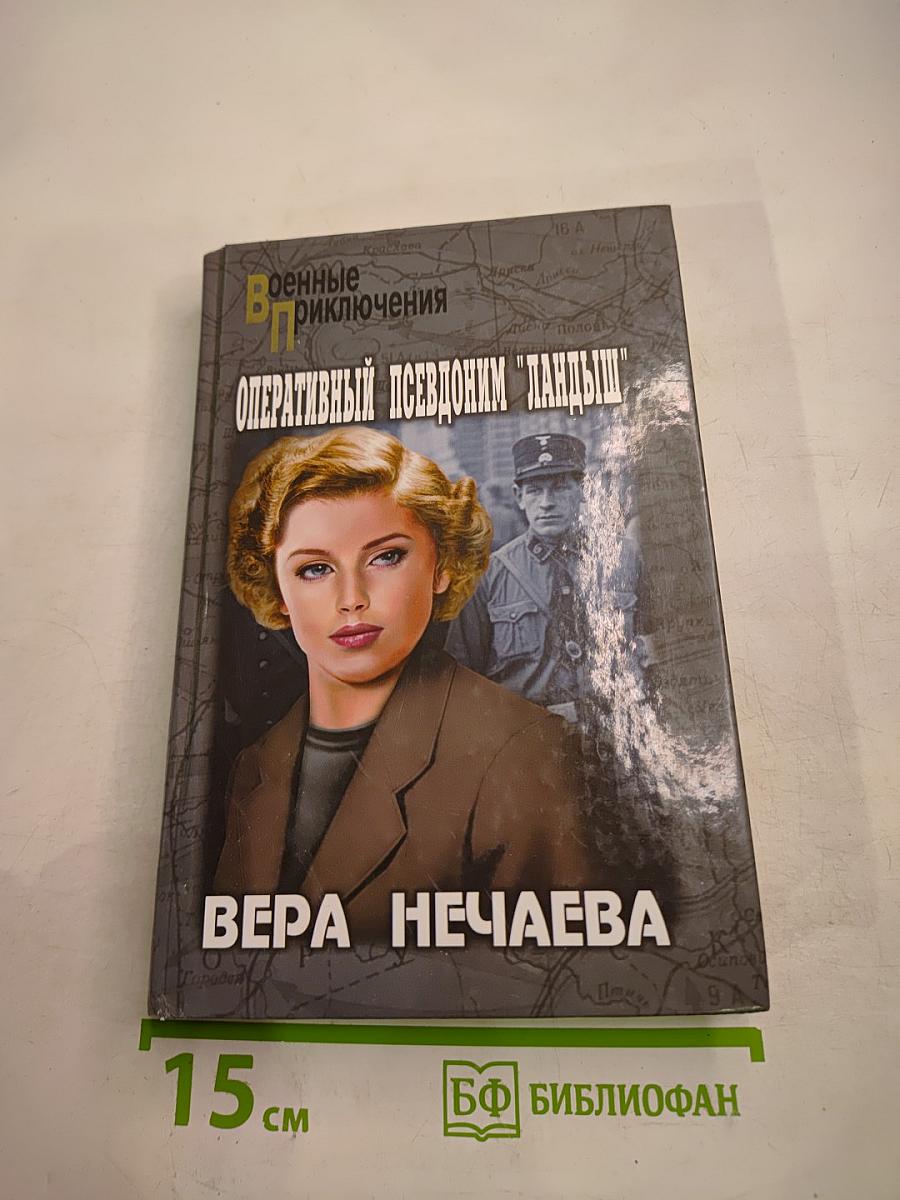 Военные
Приключения
ОПЕРАТИВНЫЙ ПСЕВДОНИМ "ЛАНДЫШ"
ВЕРА НЕЧАЕВА
15 см
БФ БИБЛИОФАН